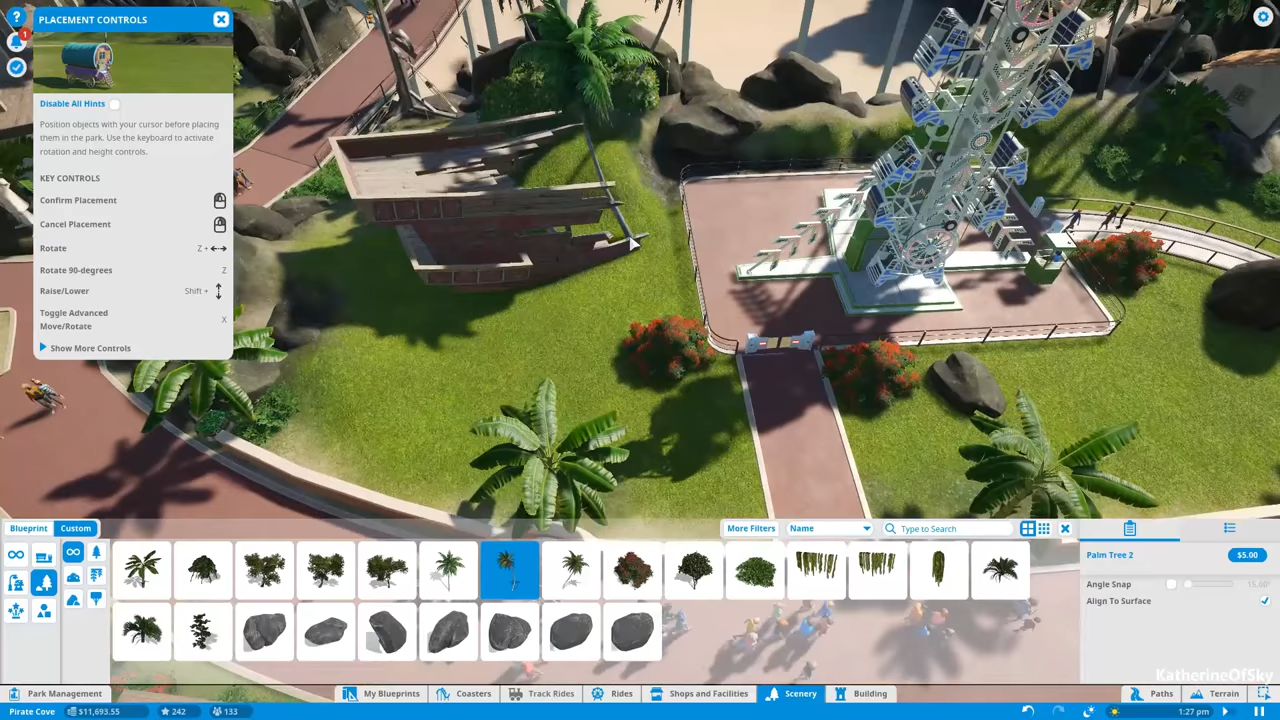 PLACEMENT CONTROLS
1
Disable All Hints
Position objects with your cursor before placing
them in the park. Use the keyboard to activate
rotation and height controls.
KEY CONTROLS
Confirm Placement
Cancel Placement
Rotate Z +
Rotate 90-degrees Z
Raise/Lower Shift +
Toggle Advanced
Move/Rotate X
Show More Controls
Blueprint Custom More Filters Name Type to Search
Palm Tree 2 $5.00
Angle Snap 15.00°
Align To Surface
KatherineOfSky
Park Management My Blueprints Coasters Track Rides Rides Shops and Facilities Scenery Building Paths Terrain
Pirate Cove $11,693.55 242 133 1:27 pm